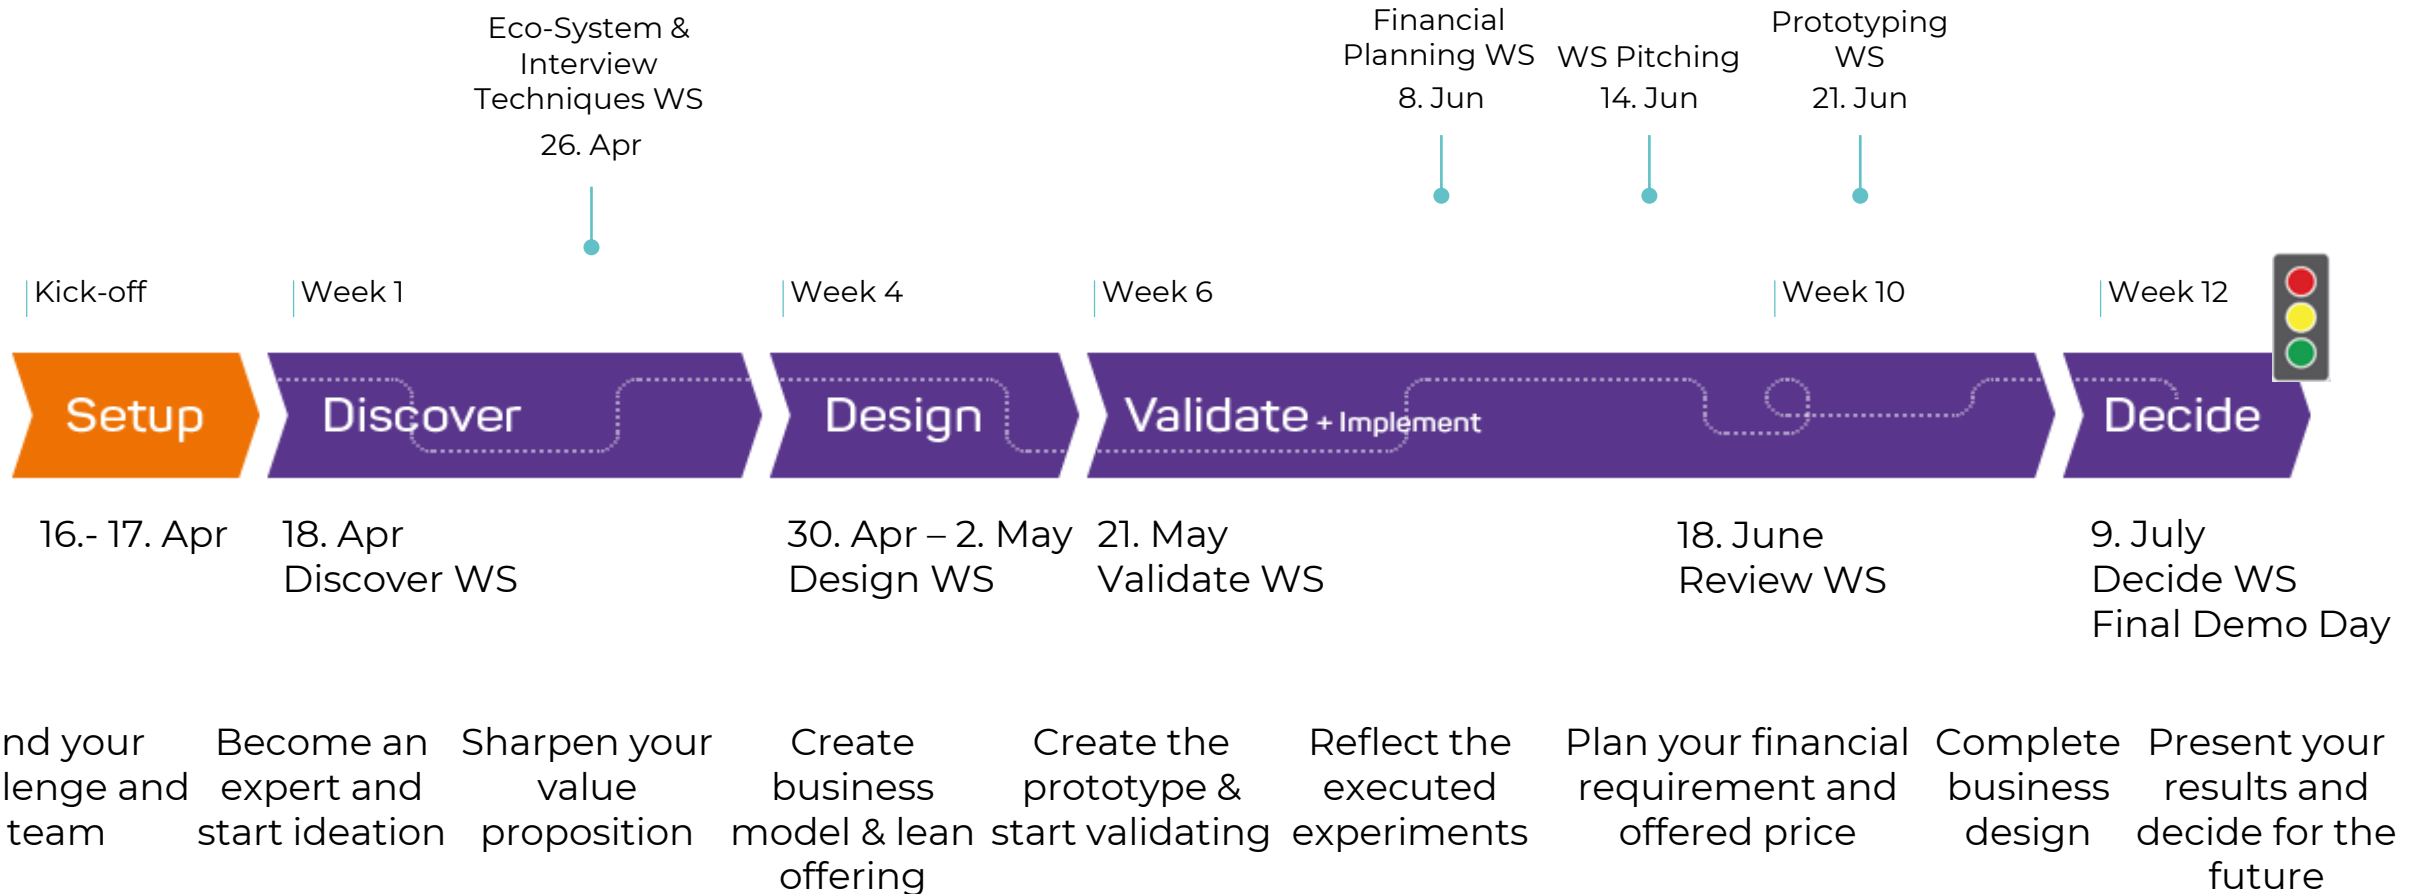 Eco-System &
Interview
Techniques WS
26. Apr
Financial
Planning WS
8. Jun
WS Pitching
14. Jun
Prototyping
WS
21. Jun
Kick-off
Week 1
Week 4
Week 6
Week 10
Week 12
Setup
Discover
Design
Validate + Implement
Decide
16.- 17. Apr
18. Apr
Discover WS
30. Apr – 2. May
Design WS
21. May
Validate WS
18. June
Review WS
9. July
Decide WS
Final Demo Day
nd your
lenge and
team
Become an
expert and
start ideation
Sharpen your
value
proposition
Create
business
model & lean
offering
Create the
prototype &
start validating
Reflect the
executed
experiments
Plan your financial
requirement and
offered price
Complete
business
design
Present your
results and
decide for the
future